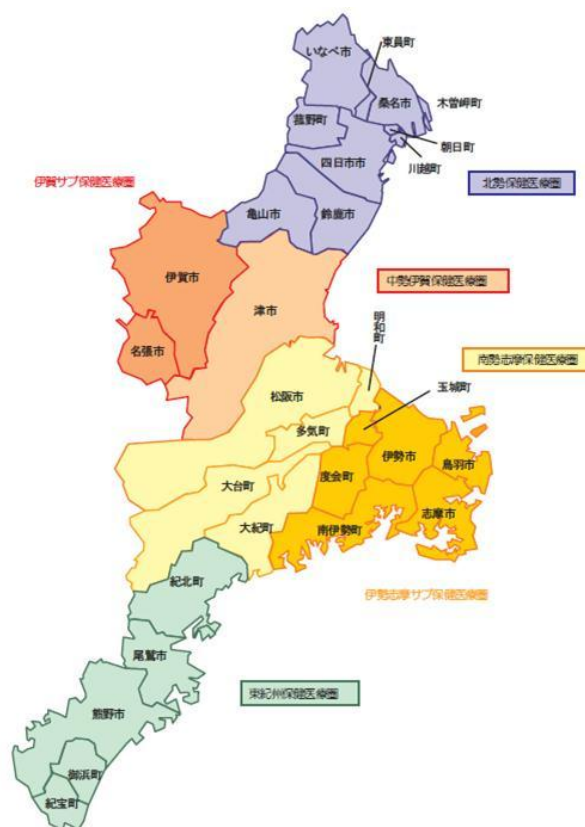 いなべ市
東員町
桑名市
木曽岬町
菰野町
朝日町
四日市市
川越町
伊賀サブ保健医療圏
北勢保健医療圏
亀山市
鈴鹿市
伊賀市
中勢伊賀保健医療圏
津市
明和町
名張市
南勢志摩保健医療圏
松阪市
玉城町
多気町
伊勢市
鳥羽市
度会町
大台町
志摩市
大紀町
南伊勢町
紀北町
伊勢志摩サブ保健医療圏
尾鷲市
東紀州保健医療圏
熊野市
御浜町
紀宝町